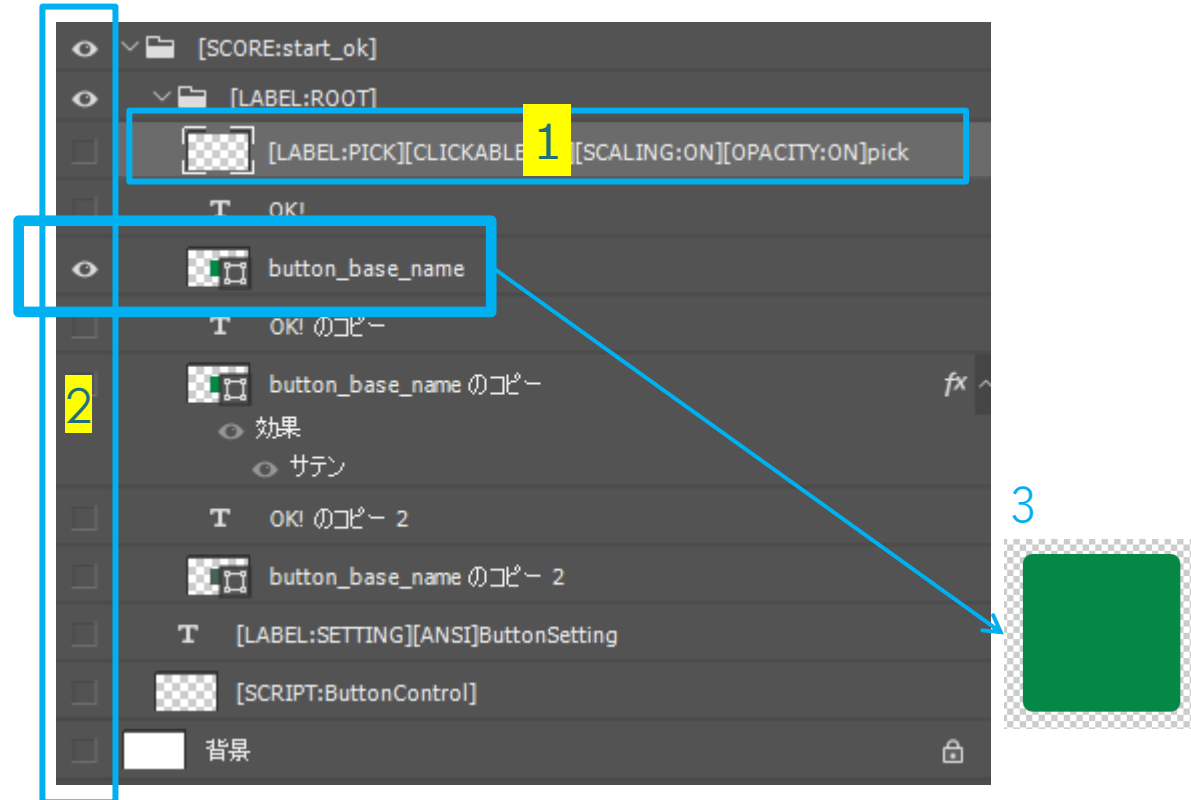 [SCORE:start_ok]
[LABEL:ROOT]
[LABEL:PICK][CLICKABLE
1
[SCALING:ON][OPACITY:ON]pick
T OK!
button_base_name
T OK! のコピー
button_base_name のコピー fx
2
効果
サテン
T OK! のコピー 2
3
button_base_name のコピー 2
T [LABEL:SETTING][ANSI]ButtonSetting
[SCRIPT:ButtonControl]
背景